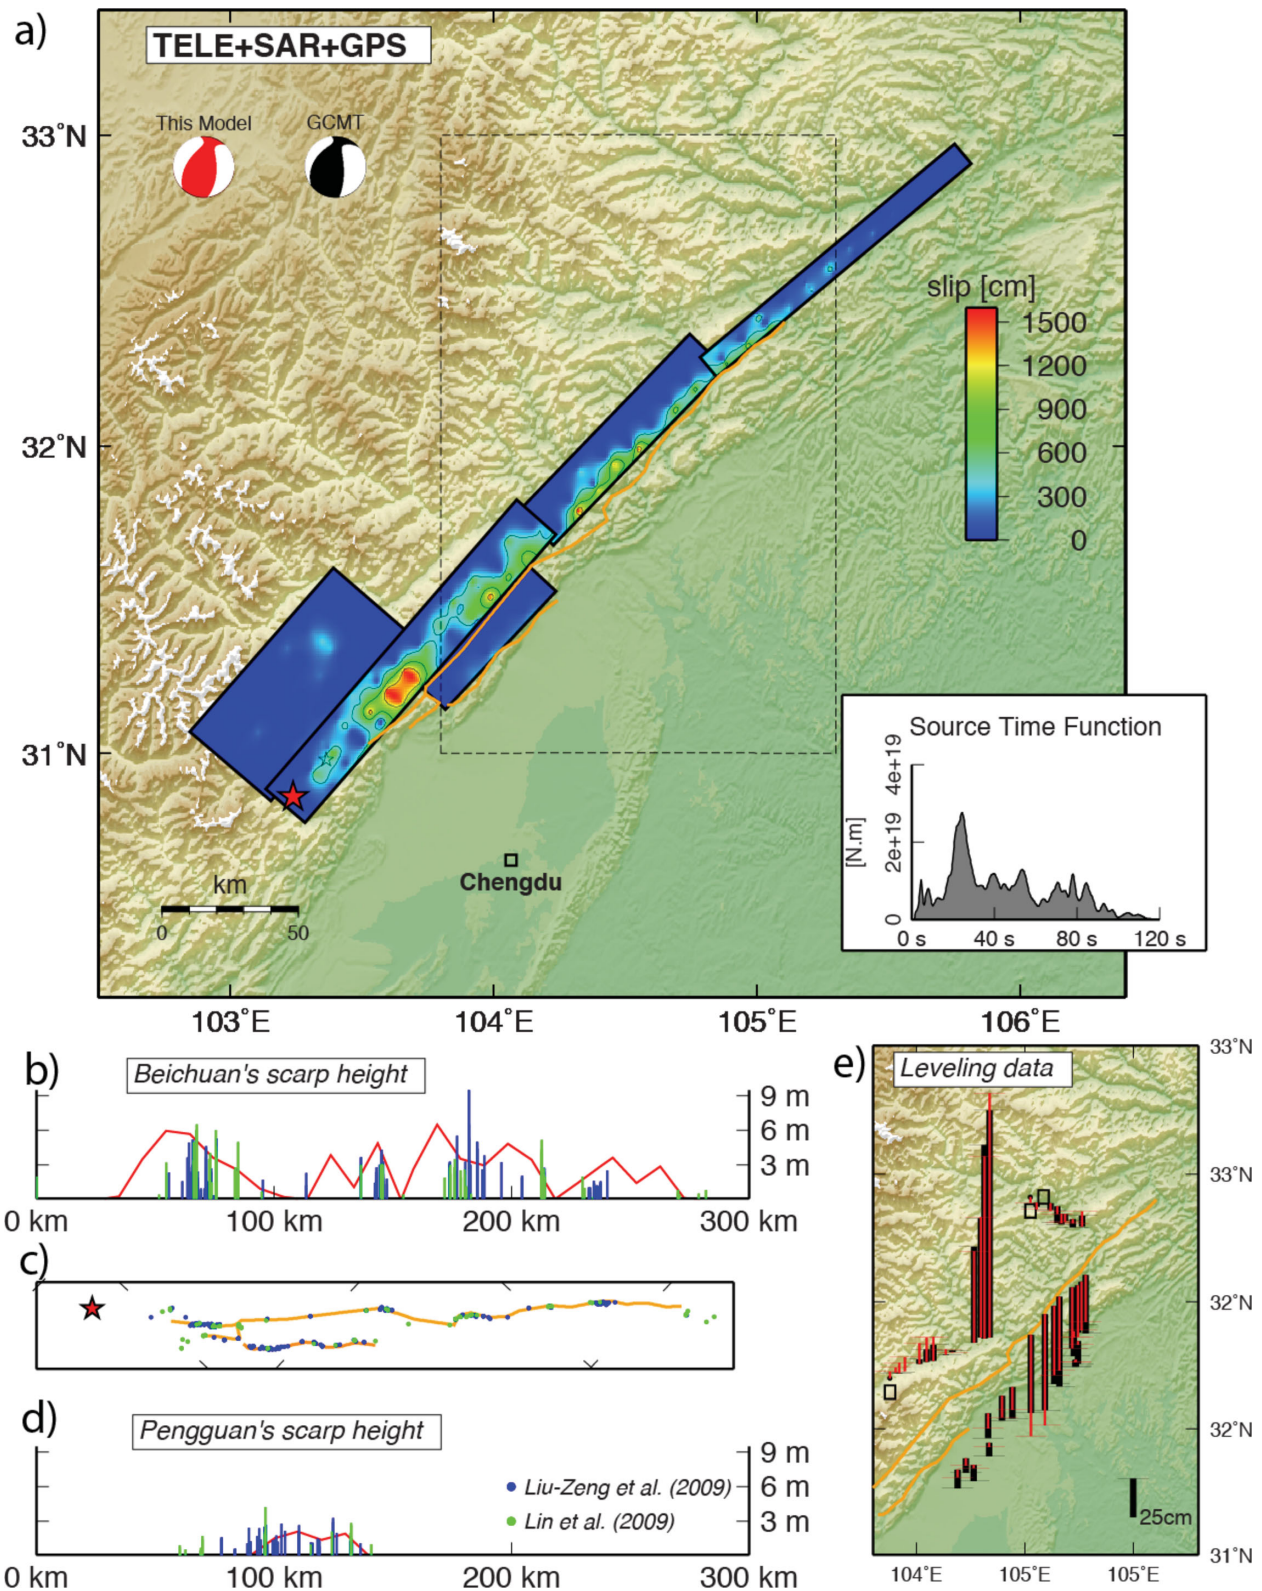 a)
TELE+SAR+GPS
This Model
GCMT
33°N
32°N
31°N
slip [cm]
1500
1200
900
600
300
0
Chengdu
km
0
50
Source Time Function
[N.m]
4e+19
2e+19
0
0 s
40 s
80 s
120 s
103°E
104°E
105°E
106°E
b)
Beichuan's scarp height
9 m
6 m
3 m
0 km
100 km
200 km
300 km
c)
d)
Pengguan's scarp height
9 m
6 m
3 m
Liu-Zeng et al. (2009)
Lin et al. (2009)
0 km
100 km
200 km
300 km
e)
Leveling data
33°N
33°N
32°N
32°N
31°N
25cm
104°E
105°E
105°E